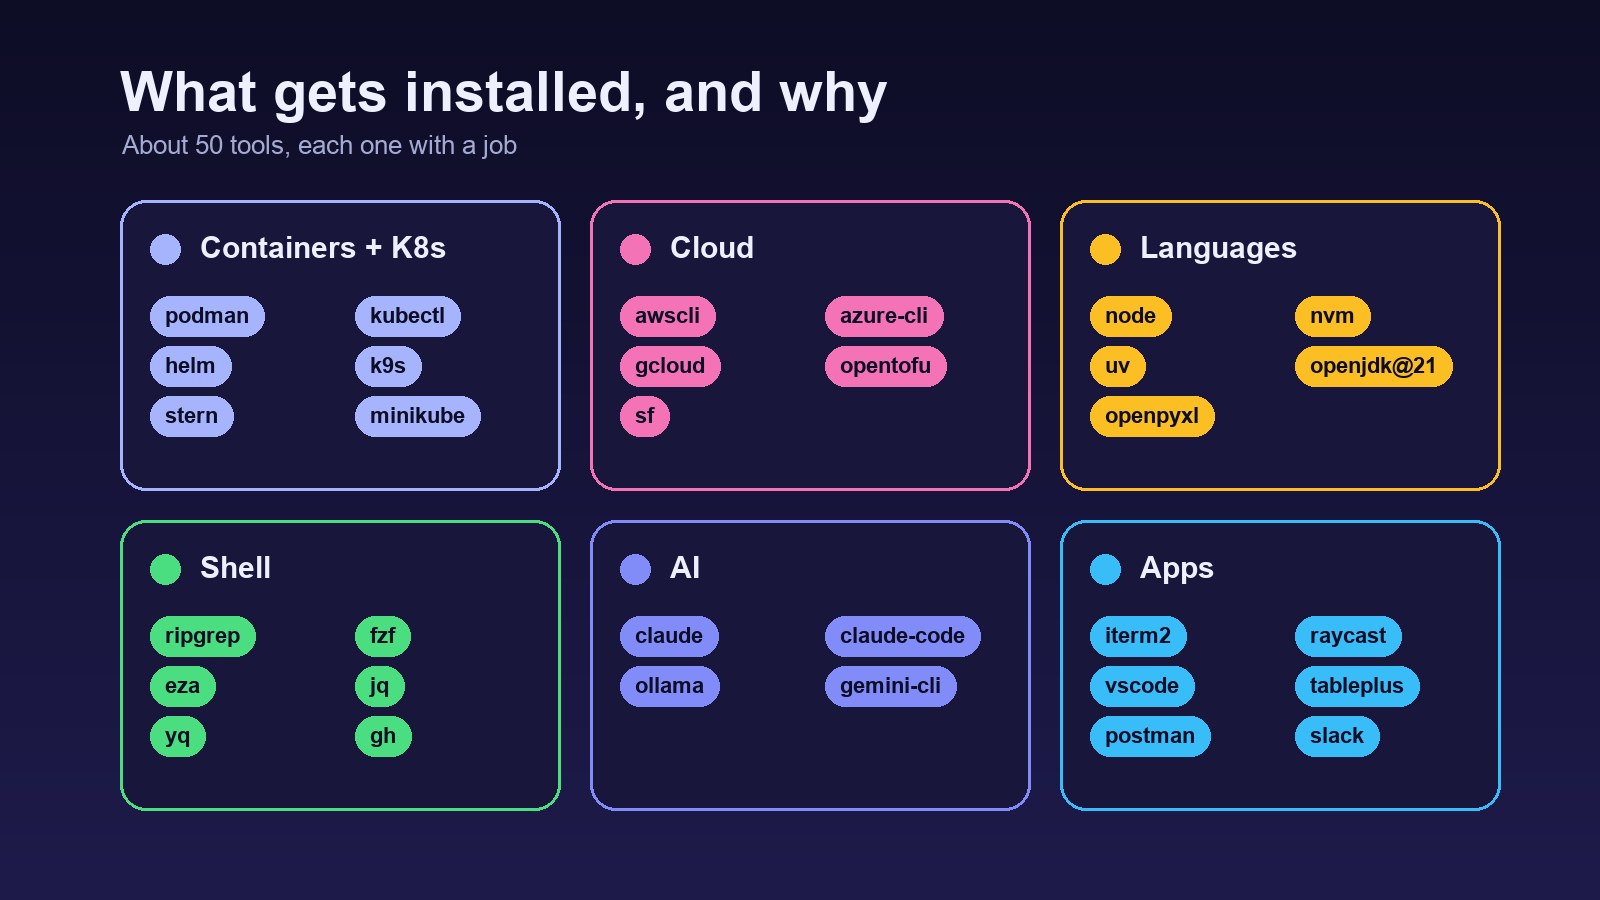 What gets installed, and why
About 50 tools, each one with a job
Containers + K8s
podman kubectl
helm k9s
stern minikube
Cloud
awscli azure-cli
gcloud opentofu
sf
Languages
node nvm
uv openjdk@21
openpyxl
Shell
ripgrep fzf
eza jq
yq gh
AI
claude claude-code
ollama gemini-cli
Apps
iterm2 raycast
vscode tableplus
postman slack